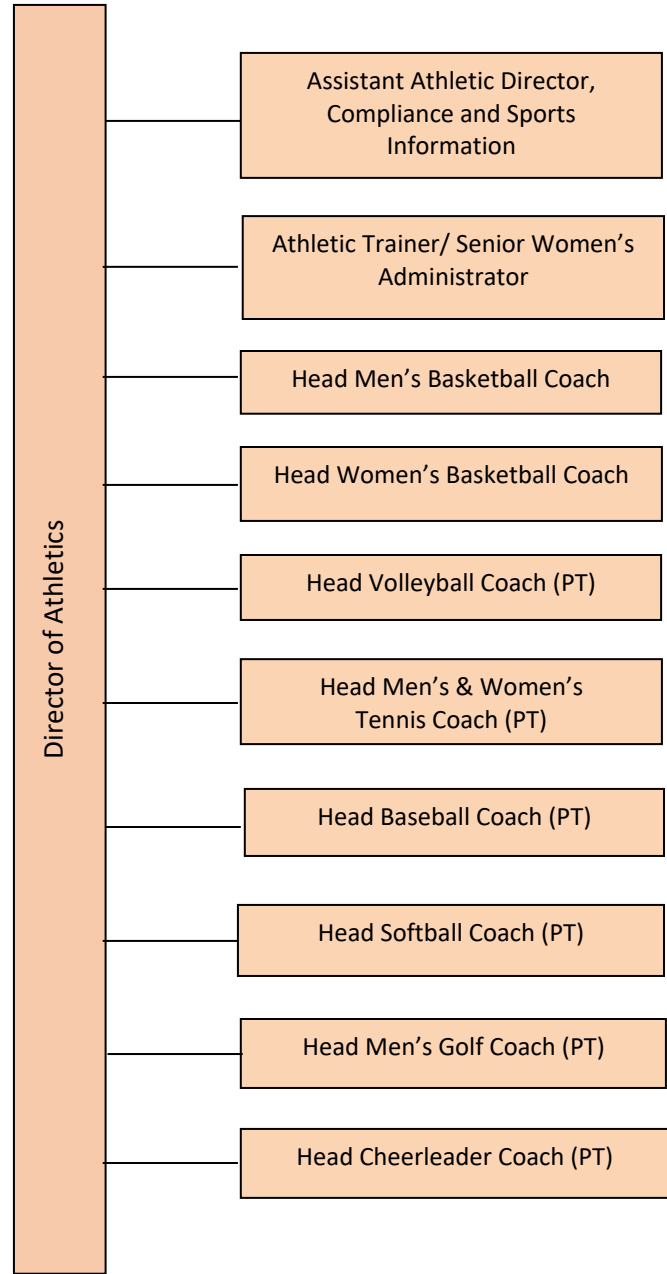 Director of Athletics
Assistant Athletic Director,
Compliance and Sports
Information
Athletic Trainer/ Senior Women’s
Administrator
Head Men’s Basketball Coach
Head Women’s Basketball Coach
Head Volleyball Coach (PT)
Head Men’s & Women’s
Tennis Coach (PT)
Head Baseball Coach (PT)
Head Softball Coach (PT)
Head Men’s Golf Coach (PT)
Head Cheerleader Coach (PT)